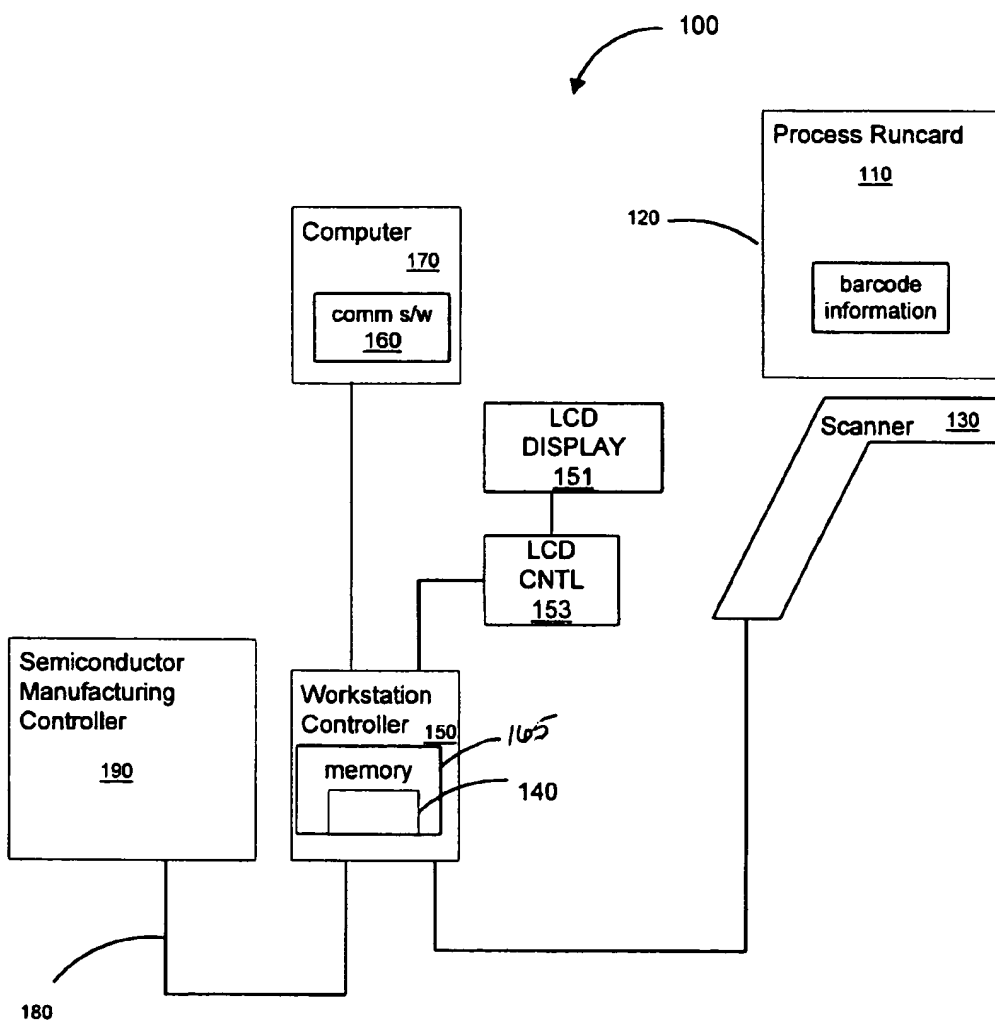 100
Process Runcard
110
120
barcode
information
Computer
170
comm s/w
160
LCD
DISPLAY
151
Scanner 130
LCD
CNTL
153
Semiconductor
Manufacturing
Controller
190
Workstation
Controller
150
165
memory
140
180